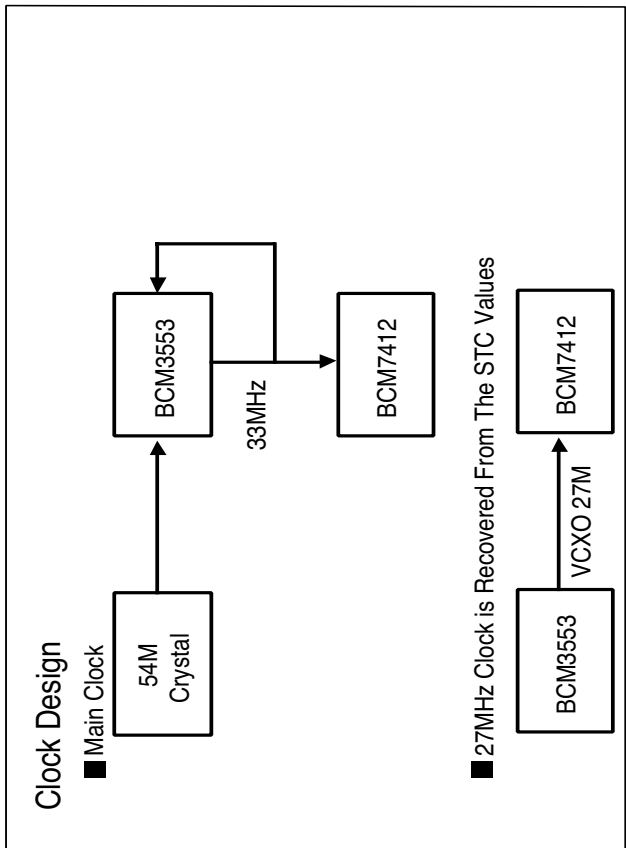 Clock Design
Main Clock
54M
Crystal
BCM3553
33MHz
BCM7412
27MHz Clock is Recovered From The STC Values
BCM3553
VCXO 27M
BCM7412